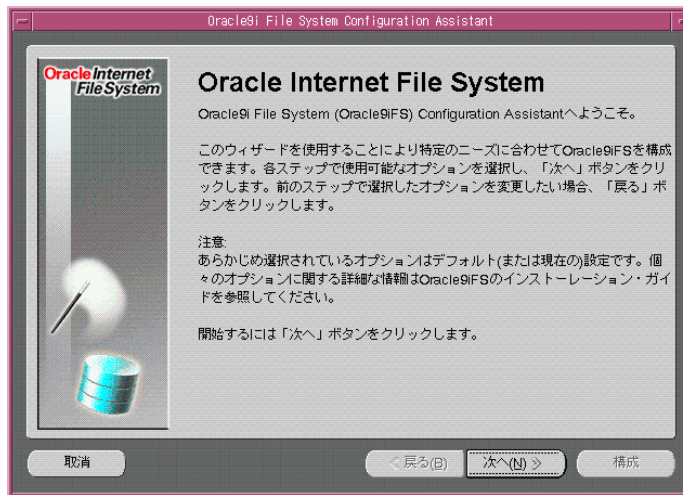 Oracle9i File System Configuration Assistant
Oracle Internet
File System
Oracle Internet File System
Oracle9i File System (Oracle9iFS) Configuration Assistantへようこそ。
このウィザードを使用することにより特定のニーズに合わせてOracle9iFSを構成
できます。各ステップで使用可能なオプションを選択し、「次へ」ボタンをクリ
ックします。前のステップで選択したオプションを変更したい場合、「戻る」ボ
タンをクリックします。
注意:
あらかじめ選択されているオプションはデフォルト(または現在の)設定です。個
々のオプションに関する詳細な情報はOracle9iFSのインストーレーション・ガイ
ドを参照してください。
開始するには「次へ」ボタンをクリックします。
取消
戻る(B)
次へ(N)
構成